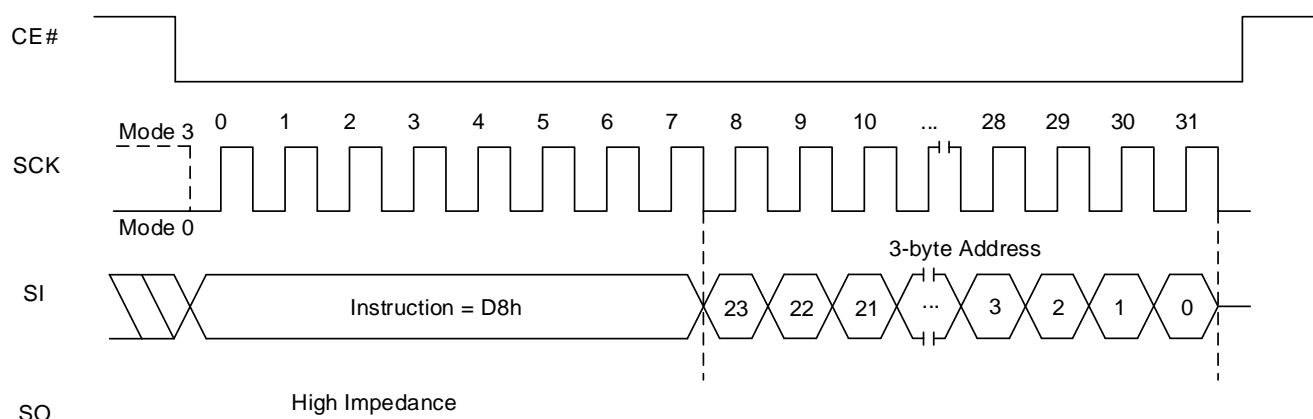 CE#
0 1 2 3 4 5 6 7 8 9 10 ... 28 29 30 31
Mode 3
SCK
Mode 0
3-byte Address
SI
Instruction = D8h 23 22 21 ... 3 2 1 0
High Impedance
SO